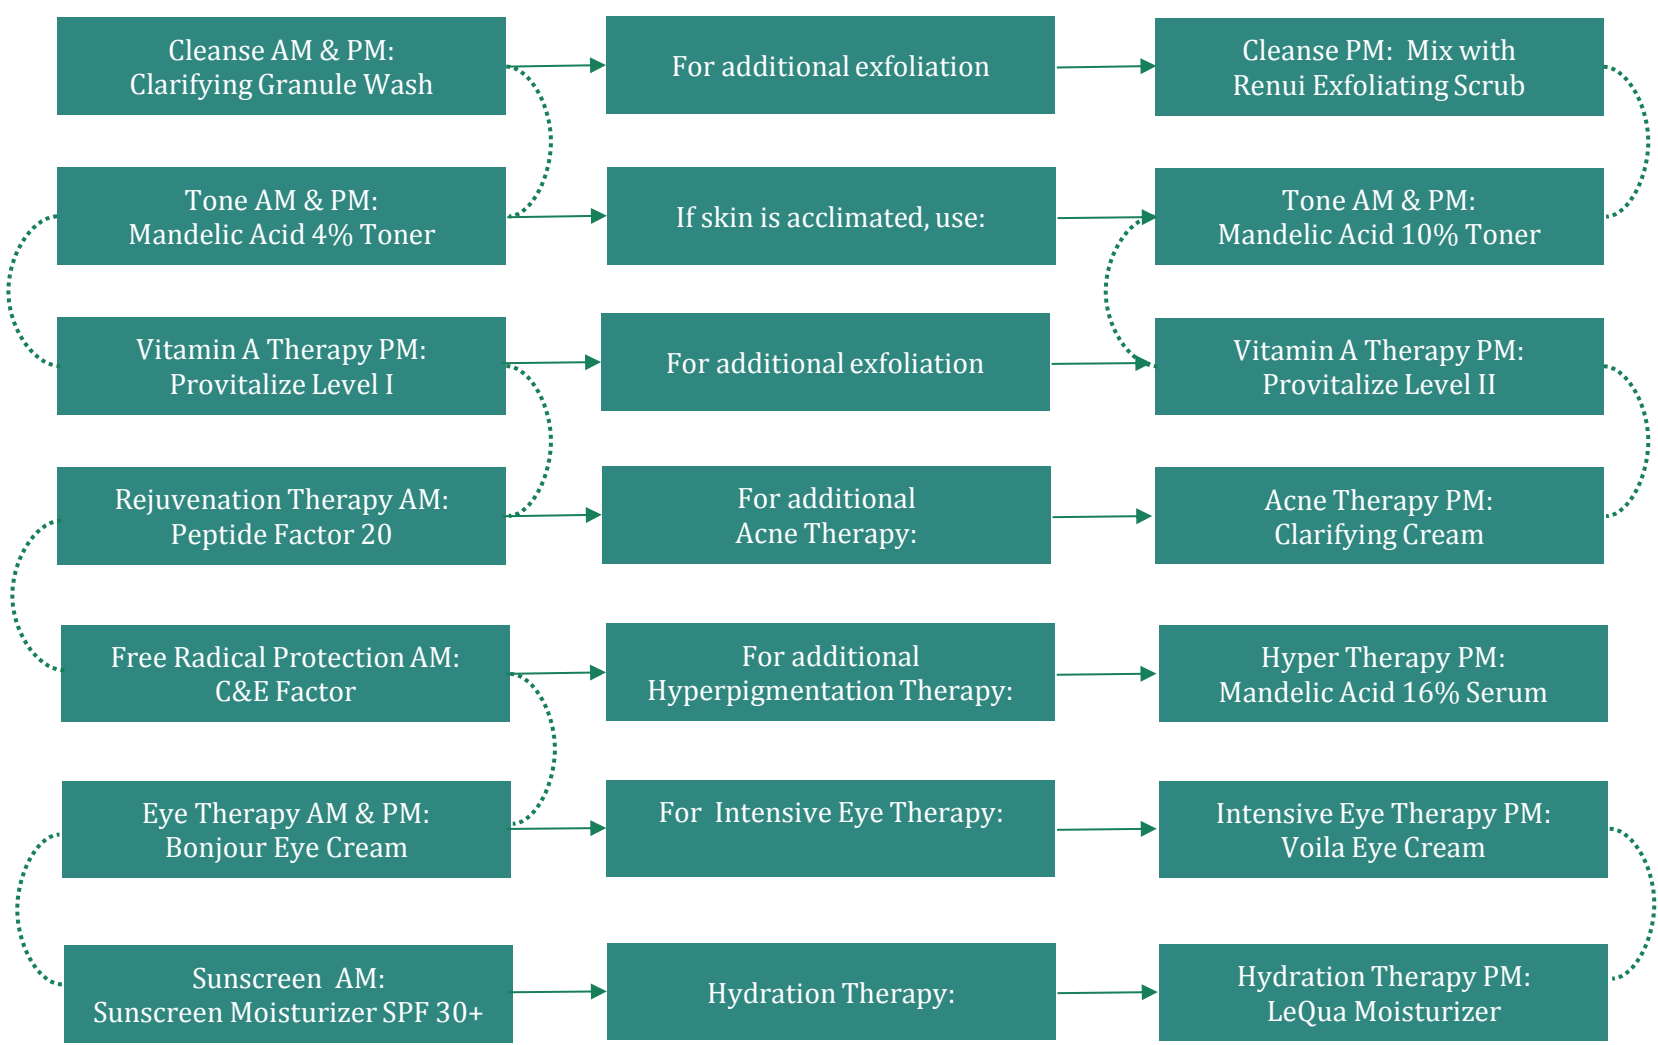 Cleanse AM & PM:
Clarifying Granule Wash
For additional exfoliation
Cleanse PM: Mix with
Renui Exfoliating Scrub
Tone AM & PM:
Mandelic Acid 4% Toner
If skin is acclimated, use:
Tone AM & PM:
Mandelic Acid 10% Toner
Vitamin A Therapy PM:
Provitalize Level I
For additional exfoliation
Vitamin A Therapy PM:
Provitalize Level II
Rejuvenation Therapy AM:
Peptide Factor 20
For additional
Acne Therapy:
Acne Therapy PM:
Clarifying Cream
Free Radical Protection AM:
C&E Factor
For additional
Hyperpigmentation Therapy:
Hyper Therapy PM:
Mandelic Acid 16% Serum
Eye Therapy AM & PM:
Bonjour Eye Cream
For Intensive Eye Therapy:
Intensive Eye Therapy PM:
Voila Eye Cream
Sunscreen AM:
Sunscreen Moisturizer SPF 30+
Hydration Therapy:
Hydration Therapy PM:
LeQua Moisturizer